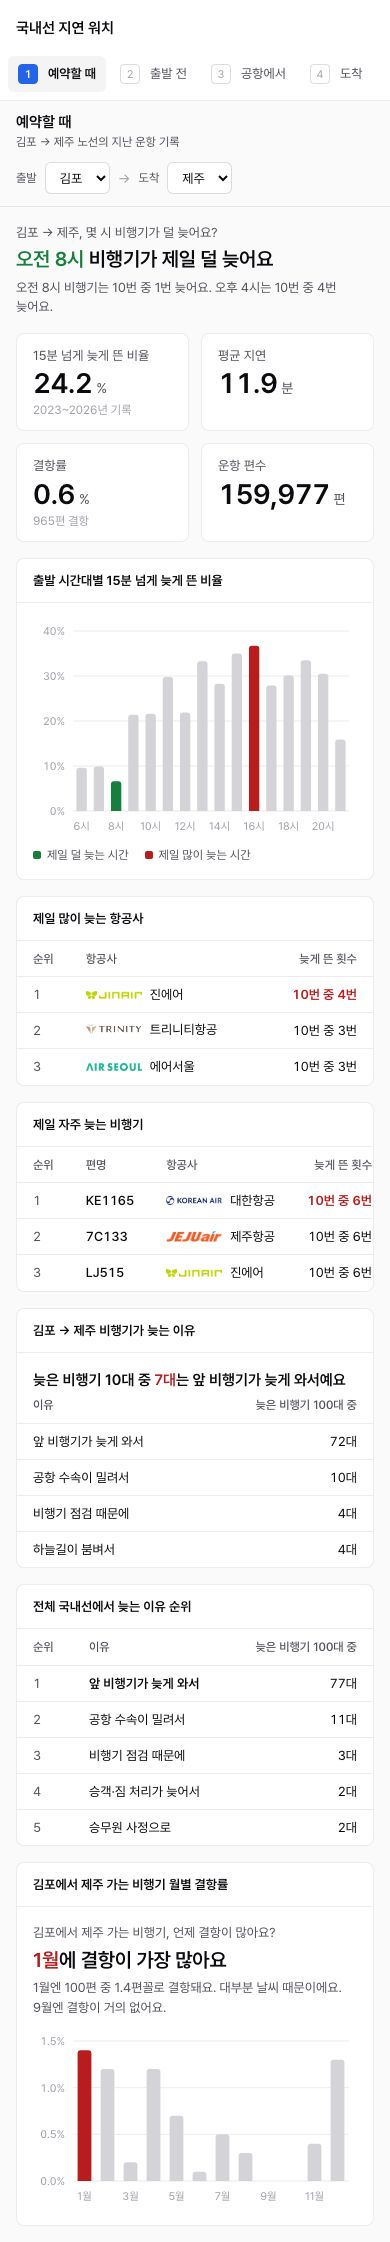 국내선 지연 워치
1 예약할 때 2 출발 전 3 공항에서 4 도착
예약할 때
김포 → 제주 노선의 지난 운항 기록
출발 김포 → 도착 제주
김포 → 제주, 몇 시 비행기가 덜 늦어요?
오전 8시 비행기가 제일 덜 늦어요
오전 8시 비행기는 10번 중 1번 늦어요. 오후 4시는 10번 중 4번
늦어요.
15분 넘게 늦게 뜬 비율
24.2 %
2023~2026년 기록
평균 지연
11.9 분
결항률
0.6 %
965편 결항
운항 편수
159,977 편
출발 시간대별 15분 넘게 늦게 뜬 비율
40%
30%
20%
10%
0%
6시 8시 10시 12시 14시 16시 18시 20시
제일 덜 늦는 시간 제일 많이 늦는 시간
제일 많이 늦는 항공사
순위 항공사 늦게 뜬 횟수
1 JINAIR 진에어 10번 중 4번
2 TRINITY 트리니티항공 10번 중 3번
3 AIR SEOUL 에어서울 10번 중 3번
제일 자주 늦는 비행기
순위 편명 항공사 늦게 뜬 횟수
1 KE1165 KOREAN AIR 대한항공 10번 중 6번
2 7C133 JEJUair 제주항공 10번 중 6번
3 LJ515 JINAIR 진에어 10번 중 6번
김포 → 제주 비행기가 늦는 이유
늦은 비행기 10대 중 7대는 앞 비행기가 늦게 와서예요
이유 늦은 비행기 100대 중
앞 비행기가 늦게 와서 72대
공항 수속이 밀려서 10대
비행기 점검 때문에 4대
하늘길이 붐벼서 4대
전체 국내선에서 늦는 이유 순위
순위 이유 늦은 비행기 100대 중
1 앞 비행기가 늦게 와서 77대
2 공항 수속이 밀려서 11대
3 비행기 점검 때문에 3대
4 승객·짐 처리가 늦어서 2대
5 승무원 사정으로 2대
김포에서 제주 가는 비행기 월별 결항률
김포에서 제주 가는 비행기, 언제 결항이 많아요?
1월에 결항이 가장 많아요
1월엔 100편 중 1.4편꼴로 결항돼요. 대부분 날씨 때문이에요.
9월엔 결항이 거의 없어요.
1.5%
1.0%
0.5%
0.0%
1월 3월 5월 7월 9월 11월